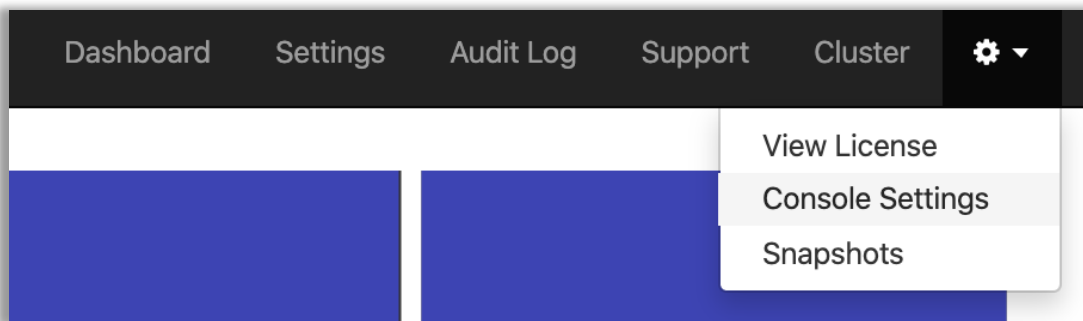 Dashboard Settings Audit Log Support Cluster
View License
Console Settings
Snapshots